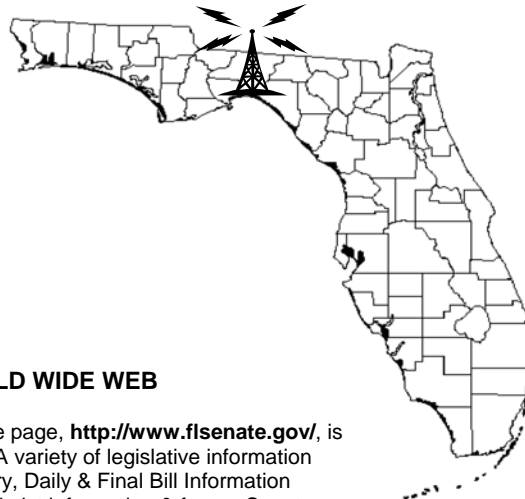 LD WIDE WEB
e page, http://www.flsenate.gov/, is
A variety of legislative information
ry, Daily & Final Bill Information